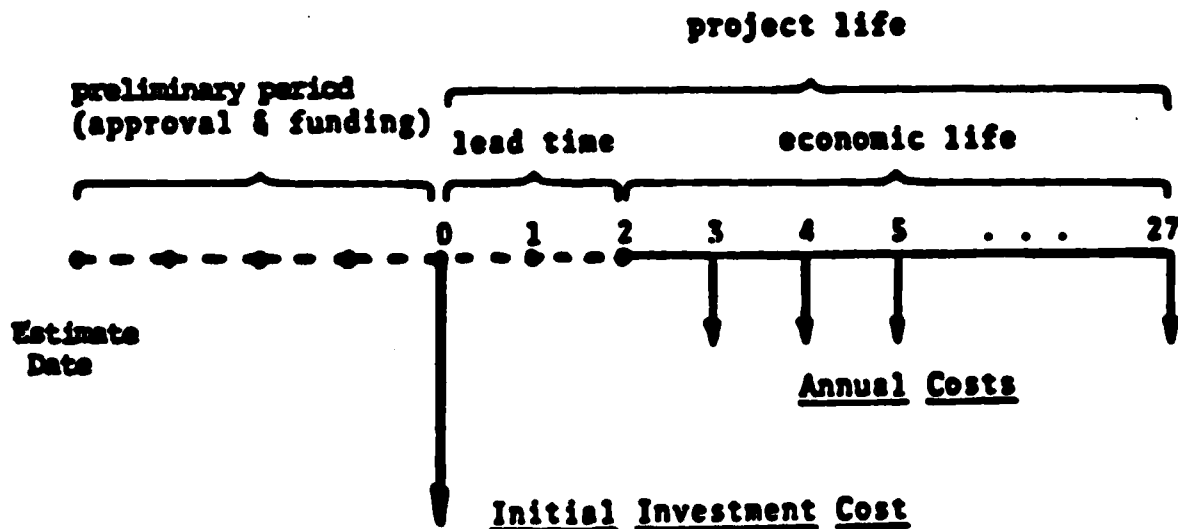 project life
preliminary period
(approval & funding)
lead time
economic life
0 1 2 3 4 5 . . . 27
Estimate
Date
Annual Costs
Initial Investment Cost